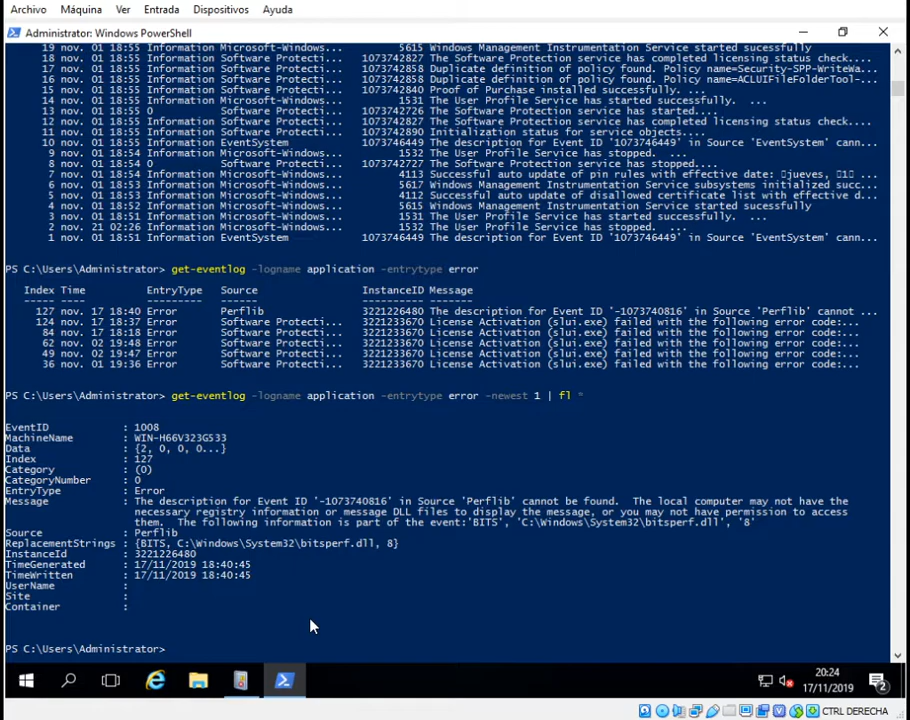 Archivo Máquina Ver Entrada Dispositivos Ayuda
Administrator: Windows PowerShell
19 nov. 01 18:55 Information Microsoft-Windows... 5615 Windows Management Instrumentation Service started sucessfully
18 nov. 01 18:55 Information Software Protecti... 1073742827 The Software Protection service has completed licensing status check....
17 nov. 01 18:55 Information Software Protecti... 1073742858 Duplicate definition of policy found. Policy name=Security-SPP-WriteWa...
16 nov. 01 18:55 Information Software Protecti... 1073742858 Duplicate definition of policy found. Policy name=ACLUIFFolderTool-...
15 nov. 01 18:55 Information Software Protecti... 1073742840 Proof of Purchase installed successfully. ...
14 nov. 01 18:55 Information Microsoft-Windows... 1531 The User Profile Service has started successfully. ...
13 nov. 01 18:55 0 Software Protecti... 1073742726 The Software Protection service has started....
12 nov. 01 18:55 Information Software Protecti... 1073742827 The Software Protection service has completed licensing status check....
11 nov. 01 18:55 Information Software Protecti... 1073742890 Initialization status for service objects....
10 nov. 01 18:55 Information EventSystem 1073746449 The description for Event ID '1073746449' in Source 'EventSystem' cann...
9 nov. 01 18:54 Information Microsoft-Windows... 1532 The User Profile Service has stopped. ...
8 nov. 01 18:54 0 Software Protecti... 1073742727 The Software Protection service has stopped....
7 nov. 01 18:54 Information Microsoft-Windows... 4113 Successful auto update of pin rules with effective date: jueves, ...
6 nov. 01 18:53 Information Microsoft-Windows... 5617 Windows Management Instrumentation Service subsystems initialized succ...
5 nov. 01 18:53 Information Microsoft-Windows... 4112 Successful auto update of disallowed certificate list with effective d...
4 nov. 01 18:52 Information Microsoft-Windows... 5615 Windows Management Instrumentation Service started sucessfully
3 nov. 01 18:51 Information Microsoft-Windows... 1531 The User Profile Service has started successfully. ...
2 nov. 21 02:26 Information Microsoft-Windows... 1532 The User Profile Service has stopped. ...
1 nov. 01 18:51 Information EventSystem 1073746449 The description for Event ID '1073746449' in Source 'EventSystem' cann...
PS C:\Users\Administrator> get-eventlog -logname application -entrytype error
Index Time EntryType Source InstanceID Message
----- ---- --------- ------ ---------- -------
127 nov. 17 18:40 Error Perflib 3221226480 The description for Event ID '-1073740816' in Source 'Perflib' cannot ...
124 nov. 17 18:37 Error Software Protecti... 3221233670 License Activation (slui.exe) failed with the following error code:...
84 nov. 17 18:18 Error Software Protecti... 3221233670 License Activation (slui.exe) failed with the following error code:...
62 nov. 02 19:48 Error Software Protecti... 3221233670 License Activation (slui.exe) failed with the following error code:...
49 nov. 02 19:47 Error Software Protecti... 3221233670 License Activation (slui.exe) failed with the following error code:...
36 nov. 01 19:36 Error Software Protecti... 3221233670 License Activation (slui.exe) failed with the following error code:...
PS C:\Users\Administrator> get-eventlog -logname application -entrytype error -newest 1 | fl *
EventID : 1008
MachineName : WIN-H66V323G533
Data : {2, 0, 0, 0...}
Index : 127
Category : (0)
CategoryNumber : 0
EntryType : Error
Message : The description for Event ID '-1073740816' in Source 'Perflib' cannot be found. The local computer may not have the
necessary registry information or message DLL files to display the message, or you may not have permission to access
them. The following information is part of the event:'BITS', 'C:\Windows\System32\bitsperf.dll', '8'
Source : Perflib
ReplacementStrings : {BITS, C:\Windows\System32\bitsperf.dll, 8}
InstanceId : 3221226480
TimeGenerated : 17/11/2019 18:40:45
TimeWritten : 17/11/2019 18:40:45
UserName :
Site :
Container :
PS C:\Users\Administrator>
20:24
17/11/2019
2
CTRL DERECHA